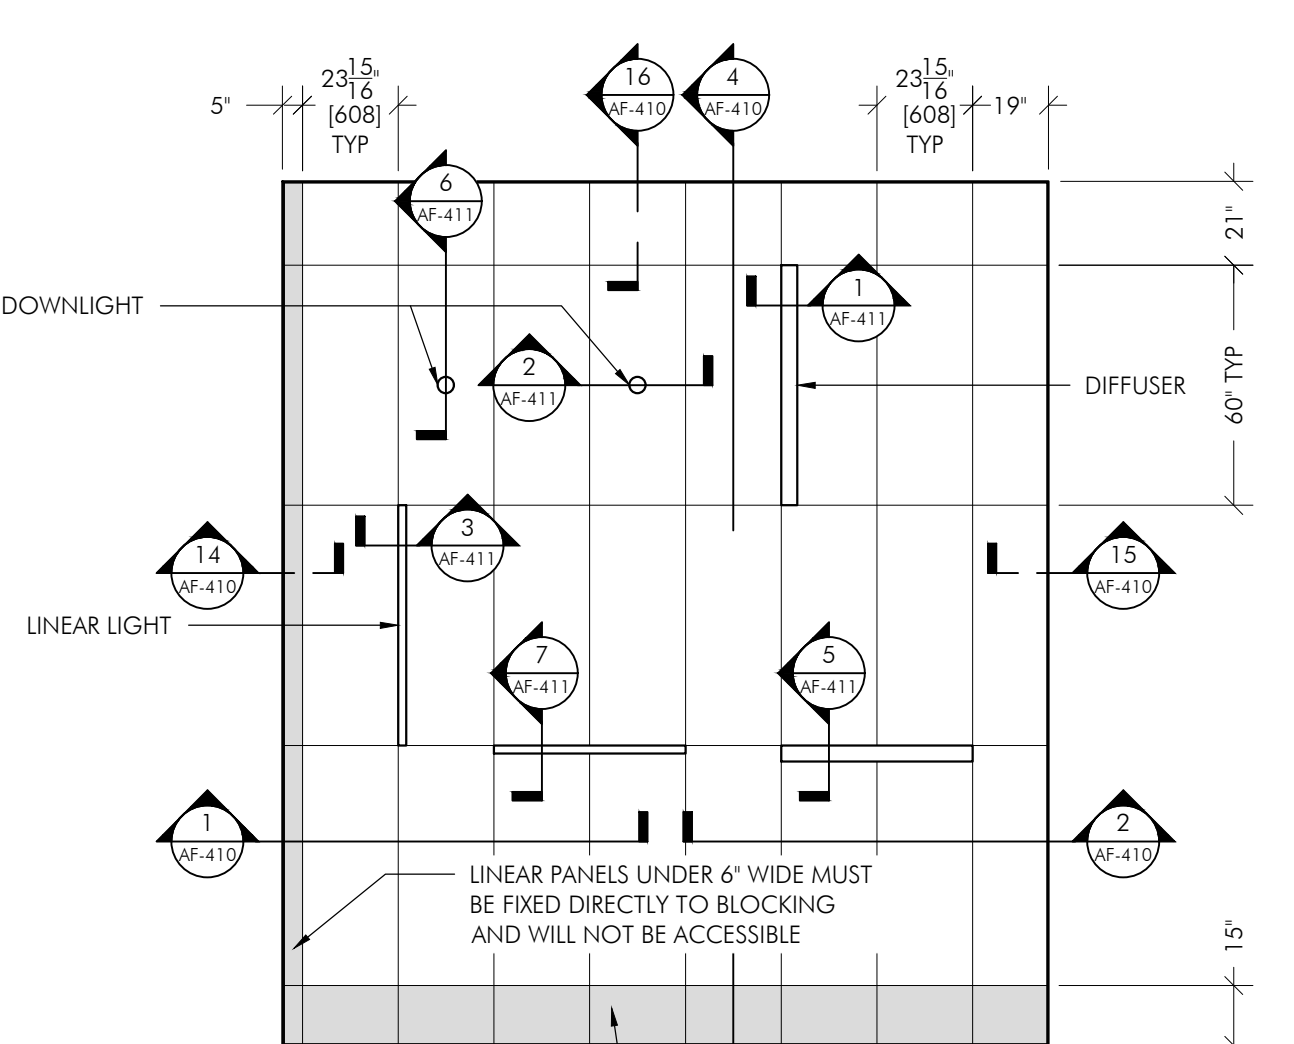 5"
23 15/16"
[608]
TYP
16
AF-410
4
AF-410
23 15/16"
[608]
TYP
19"
6
AF-411
21"
DOWNLIGHT
1
AF-411
2
AF-411
DIFFUSER
60" TYP
3
AF-411
14
AF-410
15
AF-410
LINEAR LIGHT
7
AF-411
5
AF-411
1
AF-410
2
AF-410
LINEAR PANELS UNDER 6" WIDE MUST
BE FIXED DIRECTLY TO BLOCKING
AND WILL NOT BE ACCESSIBLE
15"